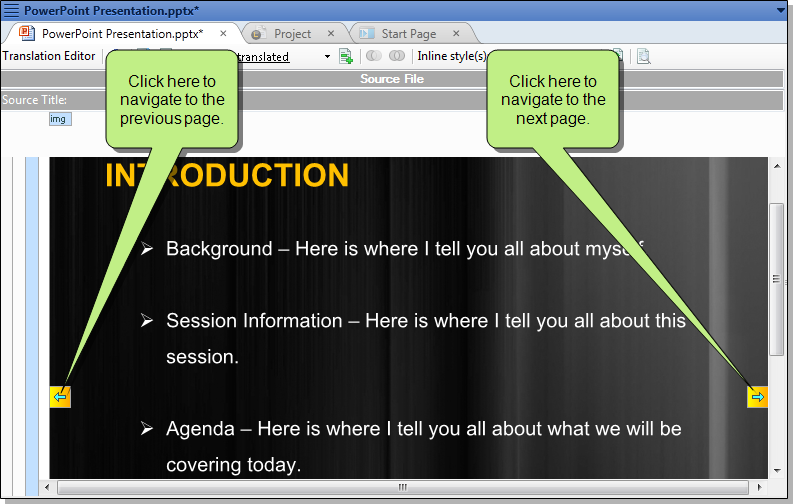 PowerPoint Presentation.pptx*
PowerPoint Presentation.pptx* Project Start Page
Translation Editor translated Inline style(s)
Source File
Source Title:
img
Click here to
navigate to the
previous page.
Click here to
navigate to the
next page.
INTRODUCTION
Background – Here is where I tell you all about myself
Session Information – Here is where I tell you all about this
session.
Agenda – Here is where I tell you all about what we will be
covering today.